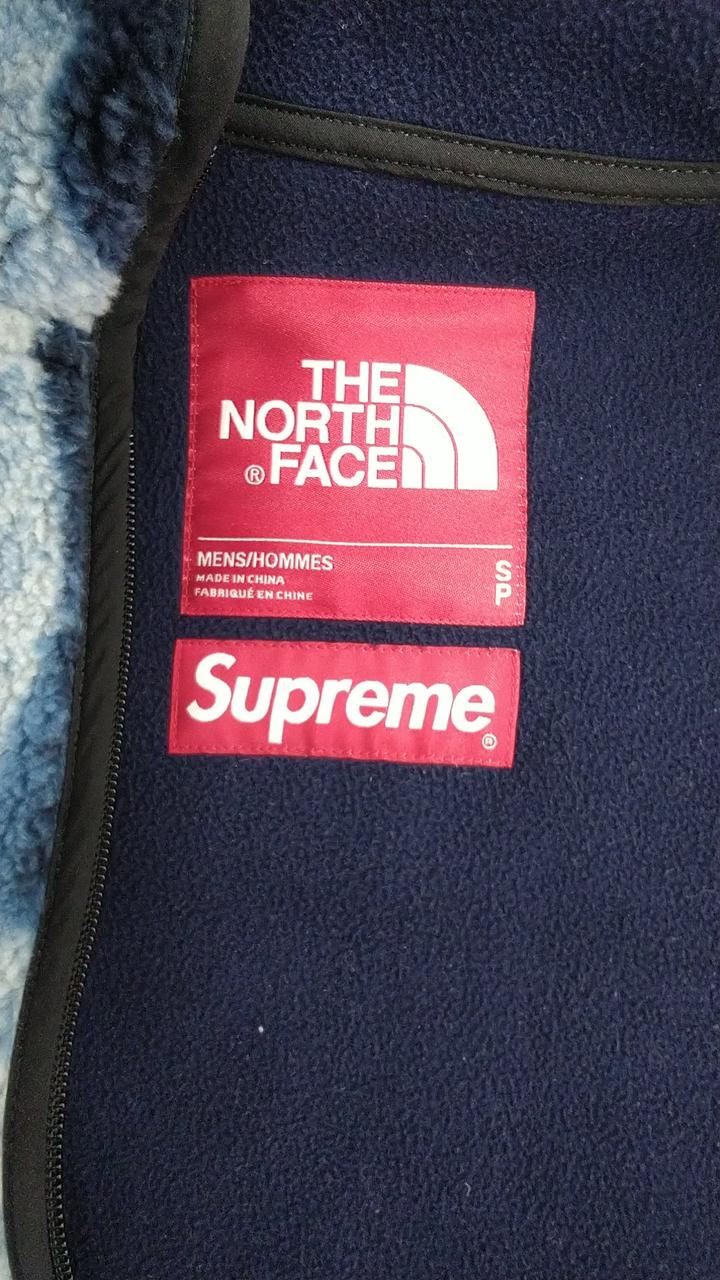 THE
NORTH
® FACE
MENS/HOMMES
MADE IN CHINA
FABRIQUÉ EN CHINE
S
P
Supreme
®